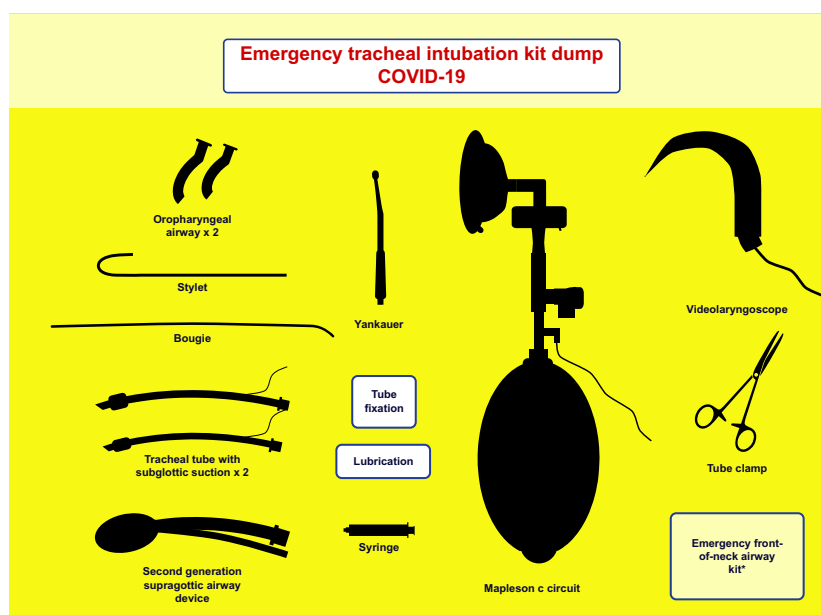 Emergency tracheal intubation kit dump
COVID-19
Oropharyngeal
airway x 2
Stylet
Bougie
Yankauer
Videolaryngoscope
Tube
fixation
Lubrication
Tracheal tube with
subglottic suction x 2
Tube clamp
Syringe
Second generation
supragottic airway
device
Mapleson c circuit
Emergency front-
of-neck airway
kit*